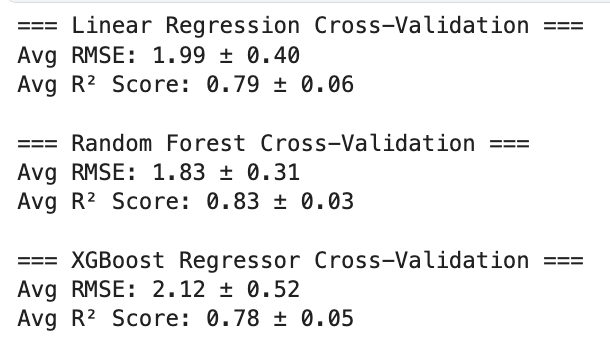 === Linear Regression Cross-Validation ===
Avg RMSE: 1.99 ± 0.40
Avg R² Score: 0.79 ± 0.06
=== Random Forest Cross-Validation ===
Avg RMSE: 1.83 ± 0.31
Avg R² Score: 0.83 ± 0.03
=== XGBoost Regressor Cross-Validation ===
Avg RMSE: 2.12 ± 0.52
Avg R² Score: 0.78 ± 0.05